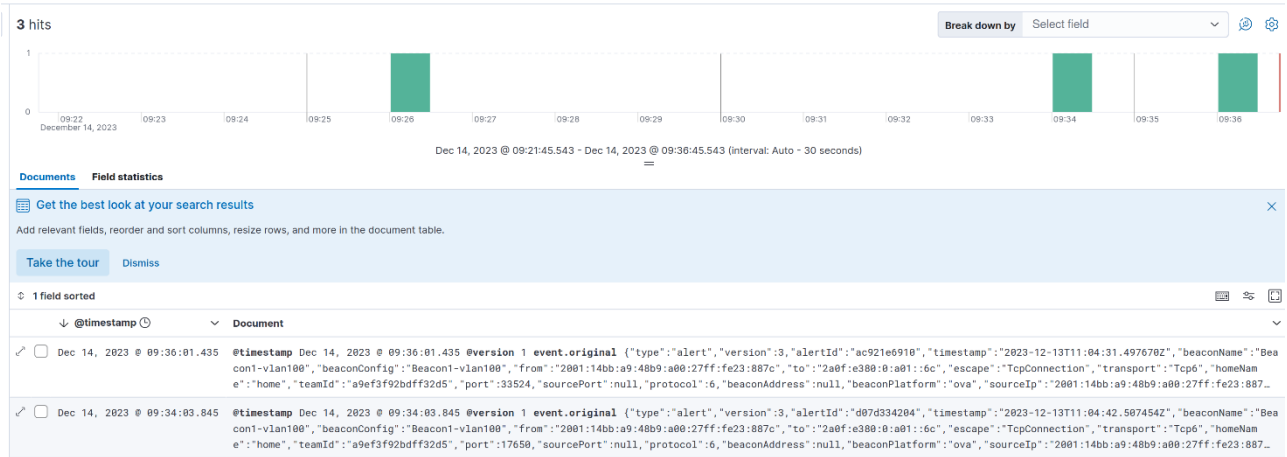 3 hits
Break down by Select field
1
0
09:22 09:23 09:24 09:25 09:26 09:27 09:28 09:29 09:30 09:31 09:32 09:33 09:34 09:35 09:36
December 14, 2023
Dec 14, 2023 @ 09:21:45.543 - Dec 14, 2023 @ 09:36:45.543 (interval: Auto - 30 seconds)
Documents Field statistics
Get the best look at your search results
Add relevant fields, reorder and sort columns, resize rows, and more in the document table.
Take the tour Dismiss
1 field sorted
@timestamp Document
Dec 14, 2023 @ 09:36:01.435 @timestamp Dec 14, 2023 @ 09:36:01.435 @version 1 event.original {"type":"alert","version":3,"alertId":"ac921e6910","timestamp":"2023-12-13T11:04:31.497670Z","beaconName":"Bea
con1-vlan100","beaconConfig":"Beacon1-vlan100","from":"2001:14bb:a9:48b9:a00:27ff:fe23:887c","to":"2a0f:e380:0:a01::6c","escape":"TcpConnection","transport":"Tcp6","homeNam
e":"home","teamId":"a9ef3f92bdff32d5","port":33524,"sourcePort":null,"protocol":6,"beaconAddress":null,"beaconPlatform":"ova","sourceIp":"2001:14bb:a9:48b9:a00:27ff:fe23:887…
Dec 14, 2023 @ 09:34:03.845 @timestamp Dec 14, 2023 @ 09:34:03.845 @version 1 event.original {"type":"alert","version":3,"alertId":"d07d334204","timestamp":"2023-12-13T11:04:42.507454Z","beaconName":"Bea
con1-vlan100","beaconConfig":"Beacon1-vlan100","from":"2001:14bb:a9:48b9:a00:27ff:fe23:887c","to":"2a0f:e380:0:a01::6c","escape":"TcpConnection","transport":"Tcp6","homeNam
e":"home","teamId":"a9ef3f92bdff32d5","port":17650,"sourcePort":null,"protocol":6,"beaconAddress":null,"beaconPlatform":"ova","sourceIp":"2001:14bb:a9:48b9:a00:27ff:fe23:887…